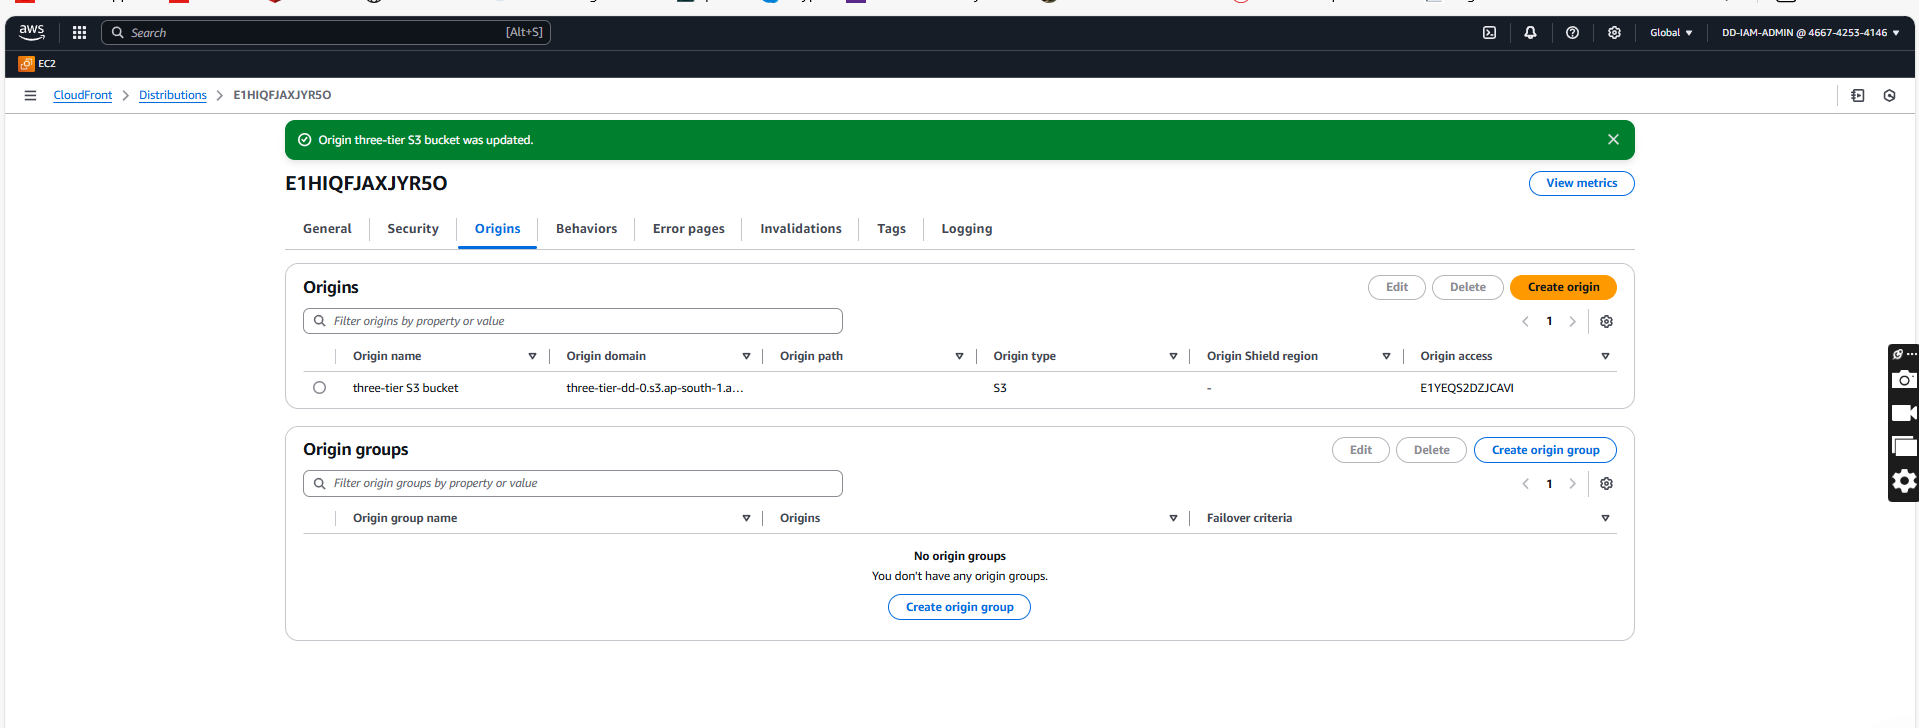 aws
Search
[Alt+S]
Global
DD-IAM-ADMIN @ 4667-4253-4146
EC2
CloudFront
Distributions
E1HIQFJAXJYR5O
Origin three-tier S3 bucket was updated.
E1HIQFJAXJYR5O
View metrics
General
Security
Origins
Behaviors
Error pages
Invalidations
Tags
Logging
Origins
Edit
Delete
Create origin
Filter origins by property or value
1
Origin name
Origin domain
Origin path
Origin type
Origin Shield region
Origin access
three-tier S3 bucket
three-tier-dd-0.s3.ap-south-1.a...
S3
-
E1YEQS2DZJCAVI
Origin groups
Edit
Delete
Create origin group
Filter origin groups by property or value
1
Origin group name
Origins
Failover criteria
No origin groups
You don't have any origin groups.
Create origin group